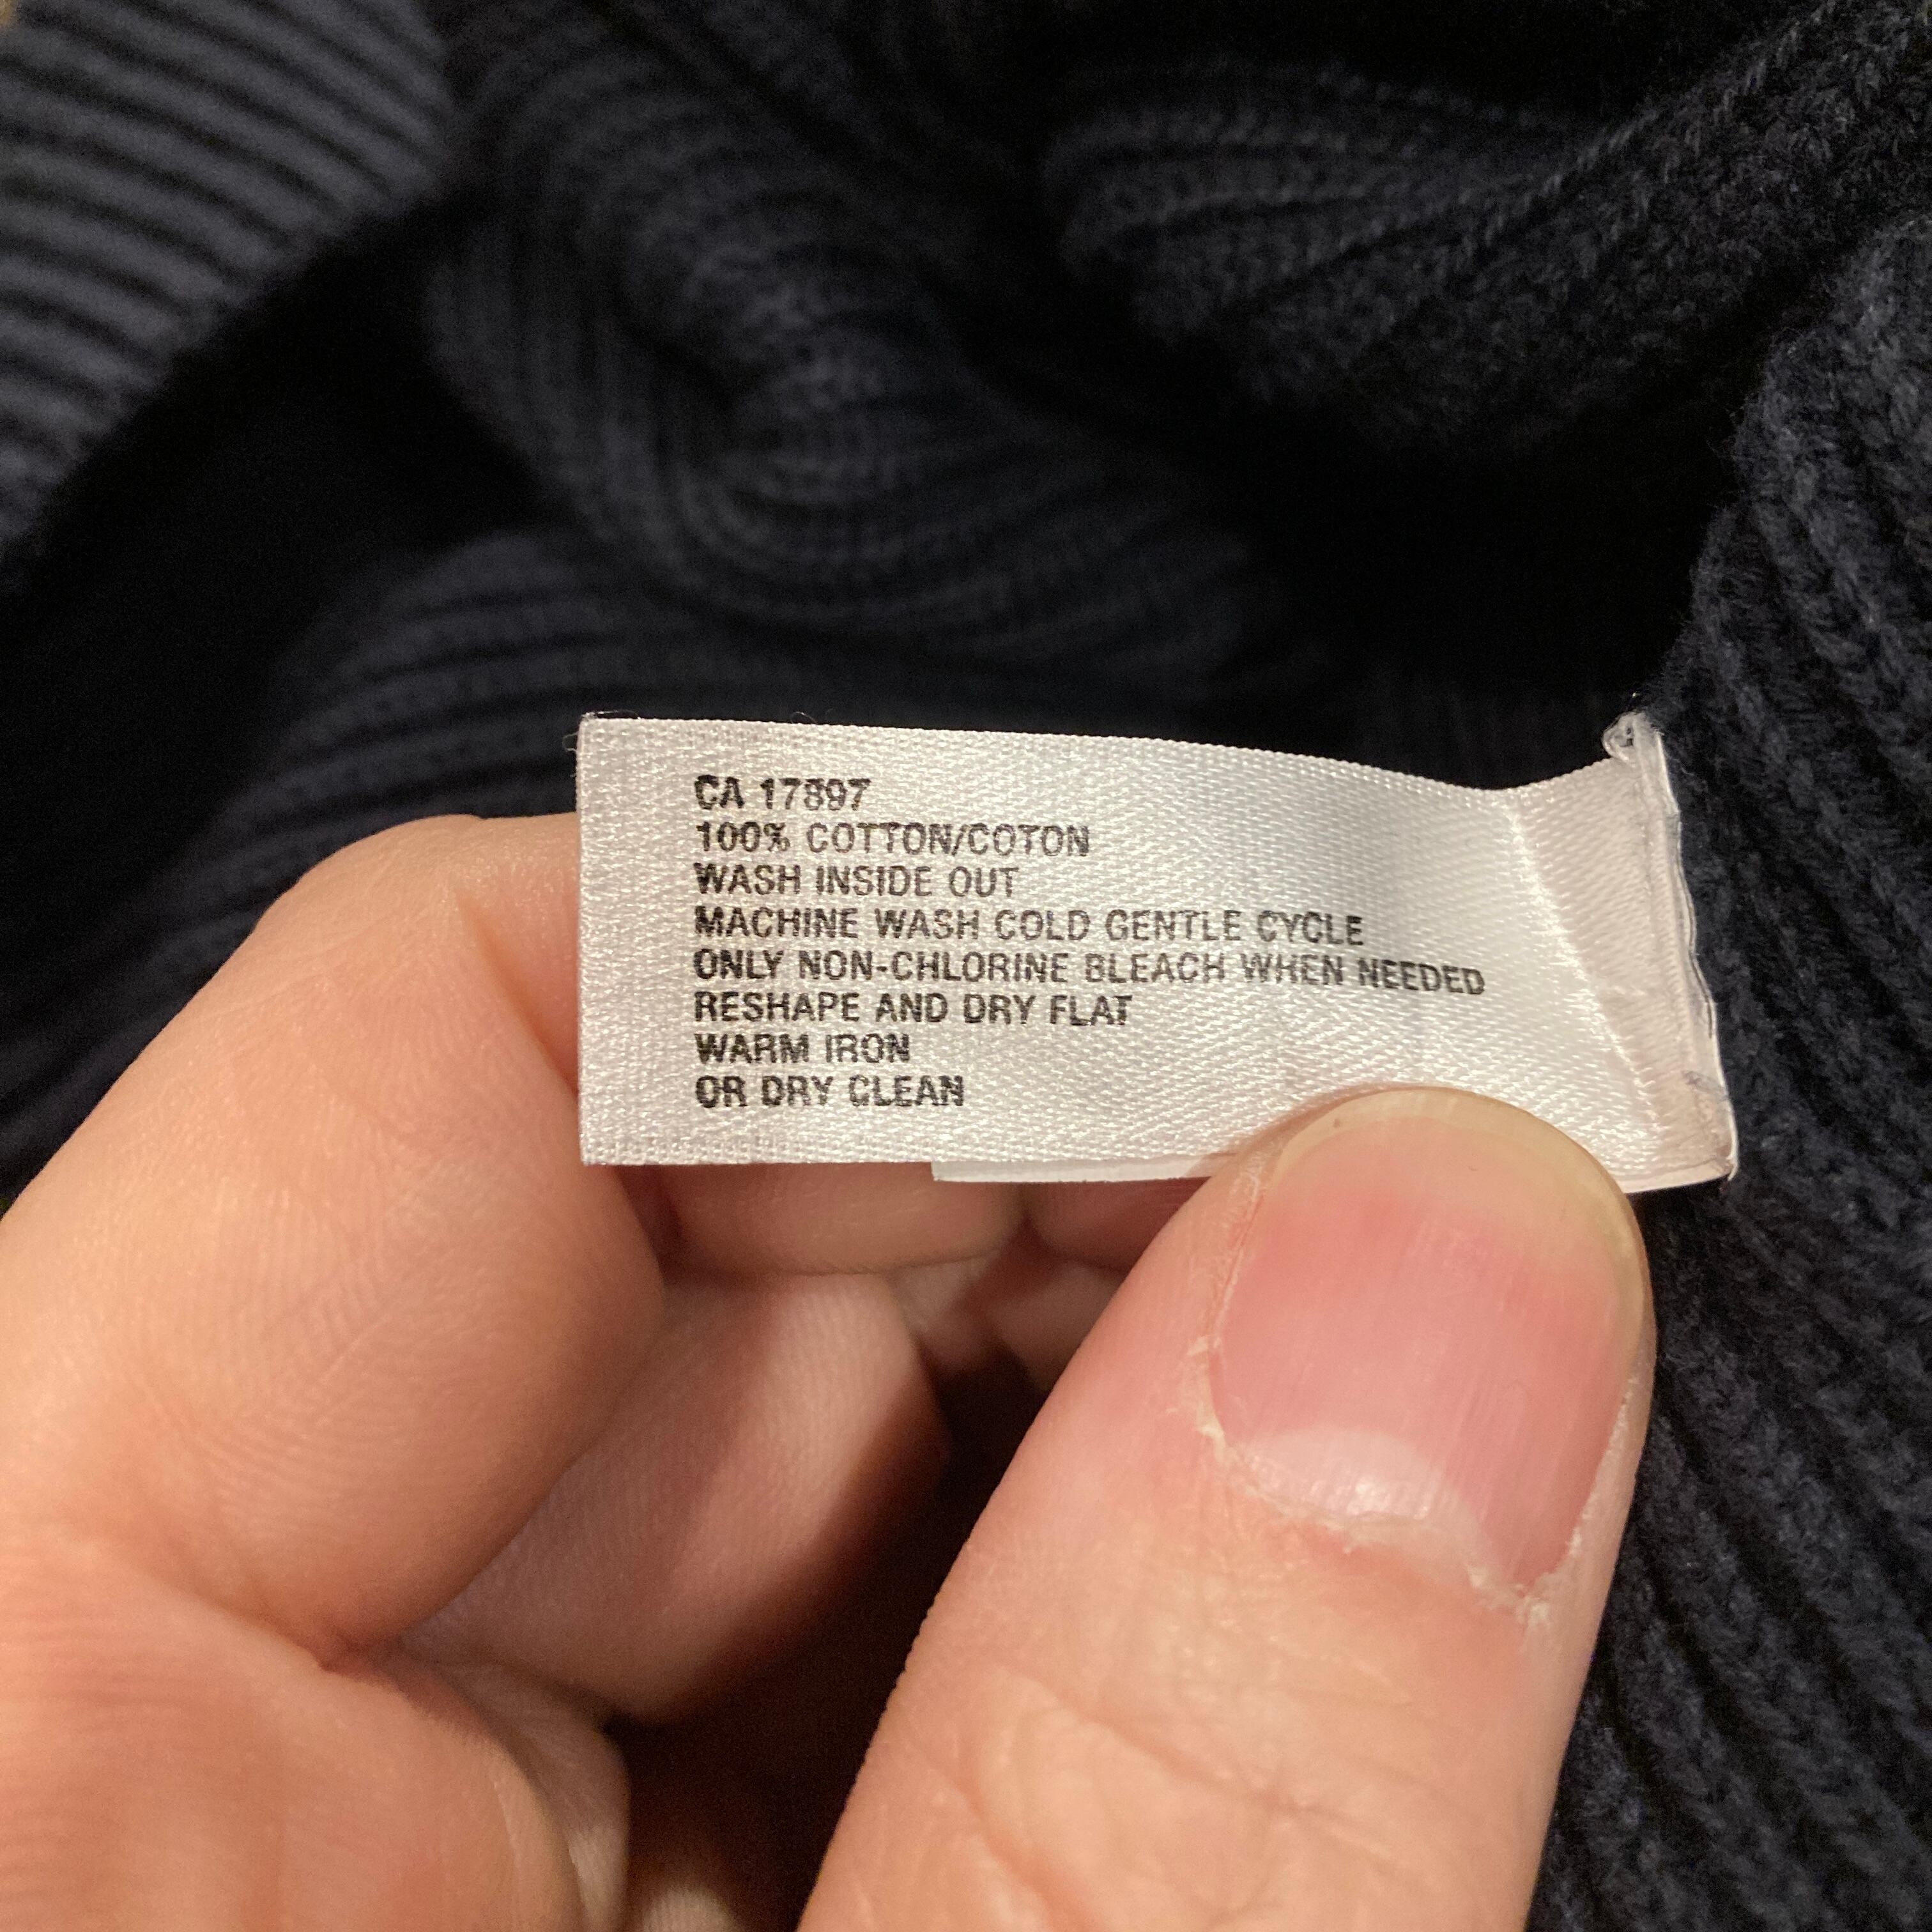 CA 17897
100% COTTON/COTON
WASH INSIDE OUT
MACHINE WASH COLD GENTLE CYCLE
ONLY NON-CHLORINE BLEACH WHEN NEEDED
RESHAPE AND DRY FLAT
WARM IRON
OR DRY CLEAN